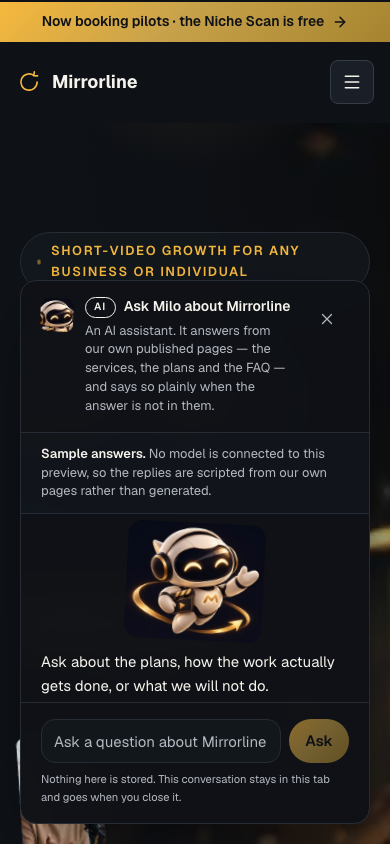 Now booking pilots · the Niche Scan is free →
Mirrorline
SHORT-VIDEO GROWTH FOR ANY
BUSINESS OR INDIVIDUAL
AI Ask Milo about Mirrorline
An AI assistant. It answers from
our own published pages — the
services, the plans and the FAQ —
and says so plainly when the
answer is not in them.
Sample answers. No model is connected to this
preview, so the replies are scripted from our own
pages rather than generated.
M
Ask about the plans, how the work actually
gets done, or what we will not do.
Ask a question about Mirrorline
Ask
Nothing here is stored. This conversation stays in this tab
and goes when you close it.